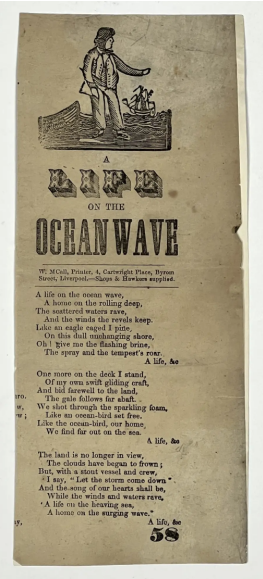 A
LIFE
ON THE
OCEAN WAVE
W. M'Call, Printer, 4, Cartwright Place, Byrom
Street, Liverpool.—Shops & Hawkers supplied.
A life on the ocean wave,
A home on the rolling deep,
The scattered waters rave,
And the winds the revels keep.
Like an eagle caged I pine,
On this dull unchanging shore,
Oh! give me the flashing brine,
The spray and the tempest's roar.
A life, &c
One more on the deck I stand,
Of my own swift gliding craft,
And bid farewell to the land,
The gale follows far abaft.
We shot through the sparkling foam,
Like an ocean-bird set free,
Like the ocean-bird, our home
We find far out on the sea.
A life, &c
The land is no longer in view,
The clouds have began to frown;
But, with a stout vessel and crew,
I say, "Let the storm come down"
And the song of our hearts shall be,
While the winds and waters rave,
'A life on the heaving sea,
A home on the surging wave."
A life, &c
58